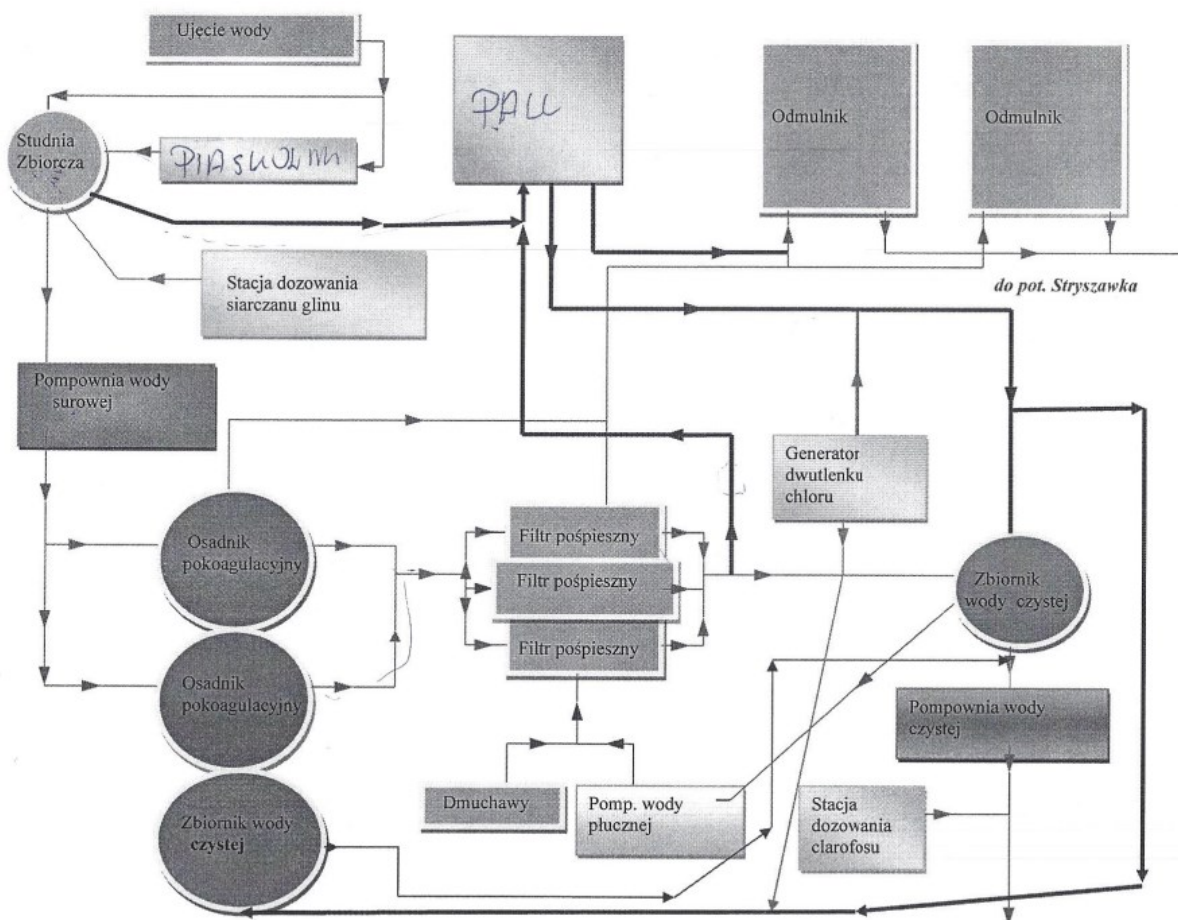 Ujęcie wody
PALL
Odmulnik
Odmulnik
Studnia
Zbiorcza
PIASKOWNIK
Stacja dozowania
siarczanu glinu
do pot. Stryszawka
Pompownia wody
surowej
Generator
dwutlenku
chloru
Osadnik
pokoagulacyjny
Filtr pośpieszny
Filtr pośpieszny
Filtr pośpieszny
Zbiornik
wody czystej
Osadnik
pokoagulacyjny
Pompownia wody
czystej
Dmuchawy
Pomp. wody
płucznej
Stacja
dozowania
clarofosu
Zbiornik wody
czystej